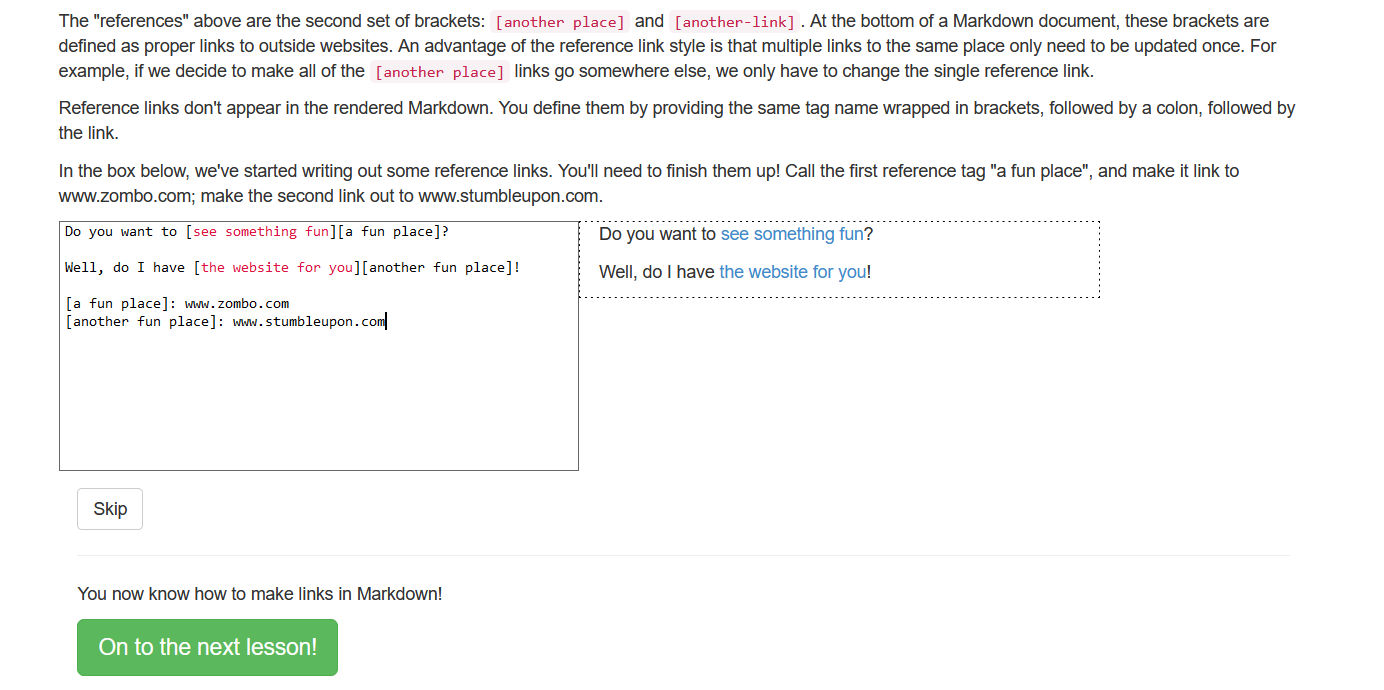 The "references" above are the second set of brackets: [another place] and [another-link] . At the bottom of a Markdown document, these brackets are
defined as proper links to outside websites. An advantage of the reference link style is that multiple links to the same place only need to be updated once. For
example, if we decide to make all of the [another place] links go somewhere else, we only have to change the single reference link.
Reference links don't appear in the rendered Markdown. You define them by providing the same tag name wrapped in brackets, followed by a colon, followed by
the link.
In the box below, we've started writing out some reference links. You'll need to finish them up! Call the first reference tag "a fun place", and make it link to
www.zombo.com; make the second link out to www.stumbleupon.com.
Do you want to [see something fun][a fun place]?
Well, do I have [the website for you][another fun place]!
[a fun place]: www.zombo.com
[another fun place]: www.stumbleupon.com
Do you want to see something fun?
Well, do I have the website for you!
Skip
You now know how to make links in Markdown!
On to the next lesson!